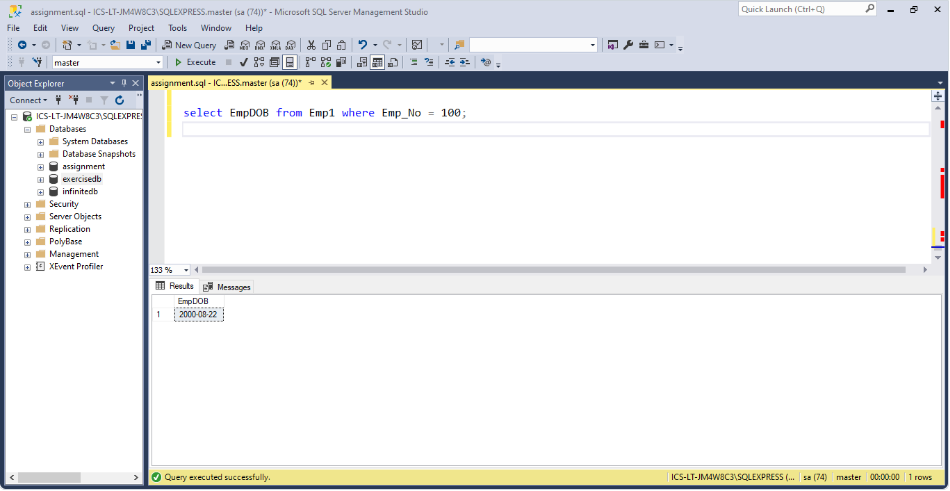 assignment.sql - ICS-LT-JM4W8C3\SQLEXPRESS.master (sa (74))* - Microsoft SQL Server Management Studio
Quick Launch (Ctrl+Q)
File Edit View Query Project Tools Window Help
New Query
master
Execute
Object Explorer
assignment.sql - IC...ESS.master (sa (74))*
Connect
ICS-LT-JM4W8C3\SQLEXPRES
Databases
System Databases
Database Snapshots
assignment
exercisedb
infinitedb
Security
Server Objects
Replication
PolyBase
Management
XEvent Profiler
select EmpDOB from Emp1 where Emp_No = 100;
133 %
Results Messages
EmpDOB
1 2000-08-22
Query executed successfully.
ICS-LT-JM4W8C3\SQLEXPRESS (... sa (74) master 00:00:00 1 rows